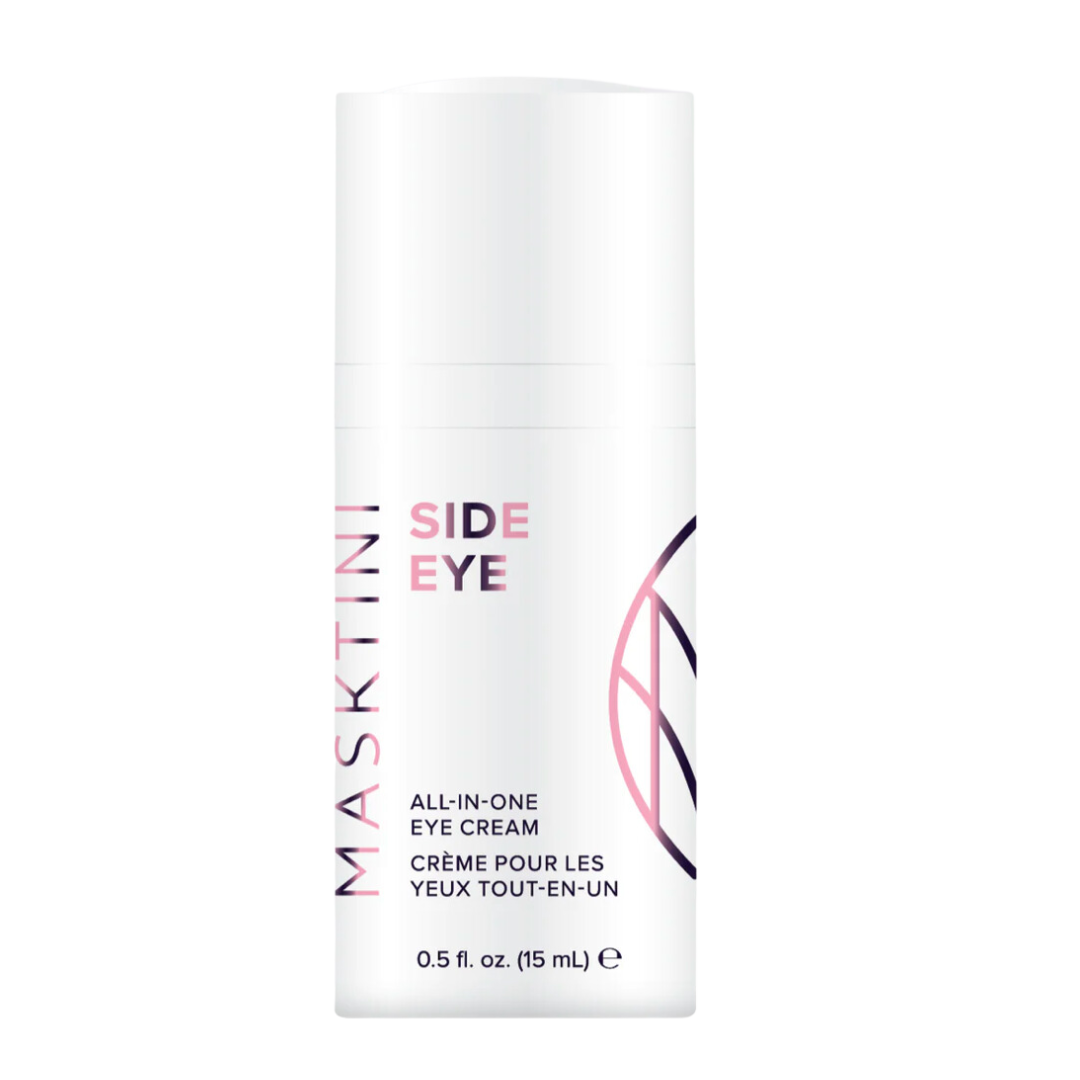 MASKTINI
SIDE
EYE
ALL-IN-ONE
EYE CREAM
CRÈME POUR LES
YEUX TOUT-EN-UN
0.5 fl. oz. (15 mL) ℮